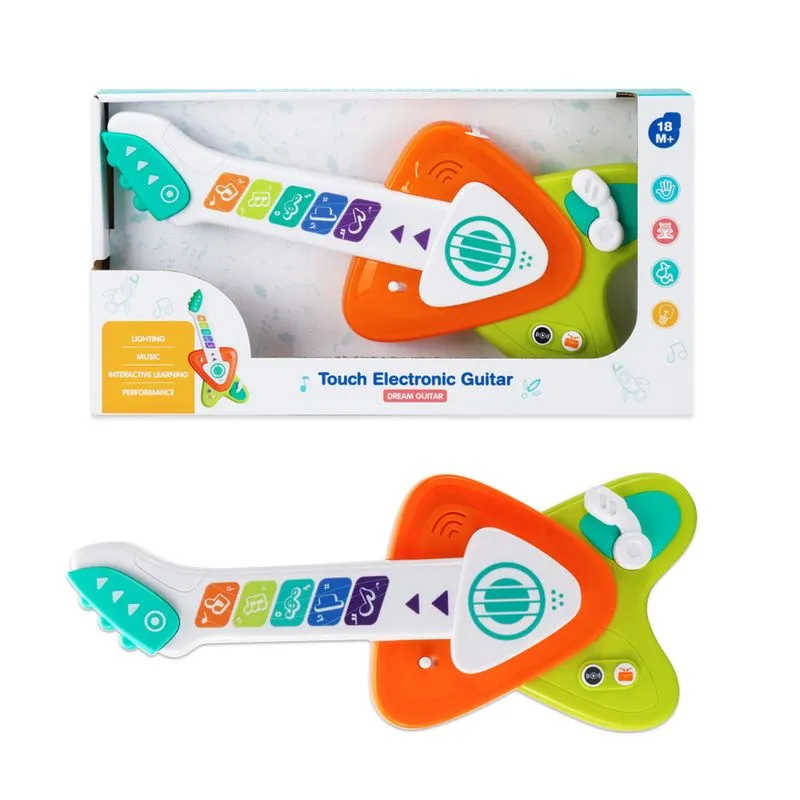 18
M+
LIGHTING
MUSIC
INTERACTIVE LEARNING
PERFORMANCE
Touch Electronic Guitar
DREAM GUITAR